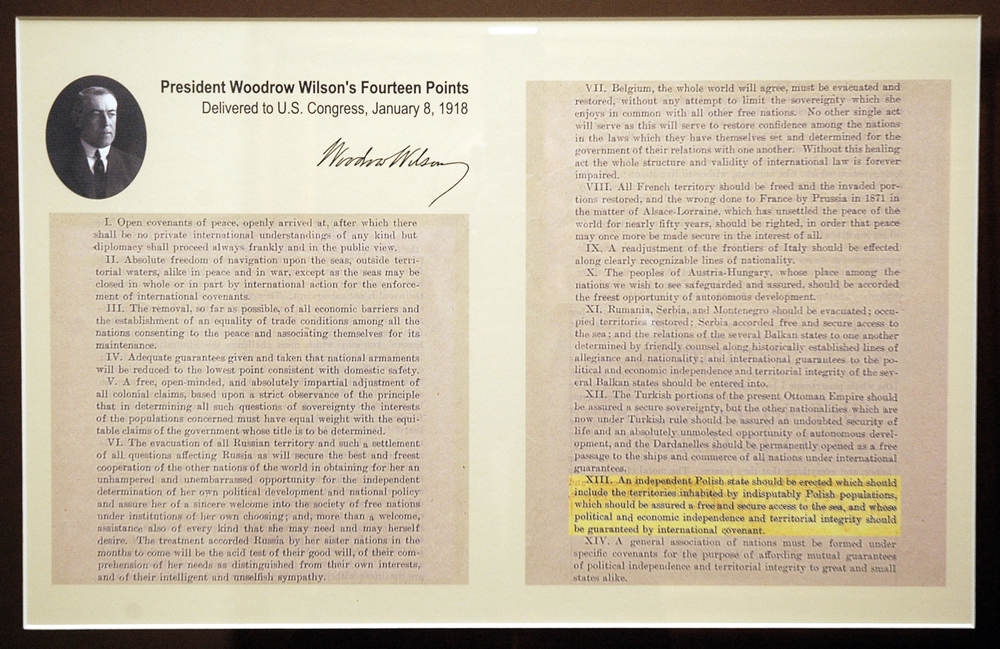 President Woodrow Wilson's Fourteen Points
Delivered to U.S. Congress, January 8, 1918
Woodrow Wilson
I. Open covenants of peace, openly arrived at, after which there
shall be no private international understandings of any kind but
diplomacy shall proceed always frankly and in the public view.
II. Absolute freedom of navigation upon the seas, outside terri-
torial waters, alike in peace and in war, except as the seas may be
closed in whole or in part by international action for the enforce-
ment of international covenants.
III. The removal, so far as possible, of all economic barriers and
the establishment of an equality of trade conditions among all the
nations consenting to the peace and associating themselves for its
maintenance.
IV. Adequate guarantees given and taken that national armaments
will be reduced to the lowest point consistent with domestic safety.
V. A free, open-minded, and absolutely impartial adjustment of
all colonial claims, based upon a strict observance of the principle
that in determining all such questions of sovereignty the interests
of the populations concerned must have equal weight with the equi-
table claims of the government whose title is to be determined.
VI. The evacuation of all Russian territory and such a settlement
of all questions affecting Russia as will secure the best and freest
cooperation of the other nations of the world in obtaining for her an
unhampered and unembarrassed opportunity for the independent
determination of her own political development and national policy
and assure her of a sincere welcome into the society of free nations
under institutions of her own choosing; and, more than a welcome,
assistance also of every kind that she may need and may herself
desire. The treatment accorded Russia by her sister nations in the
months to come will be the acid test of their good will, of their com-
prehension of her needs as distinguished from their own interests,
and of their intelligent and unselfish sympathy.
VII. Belgium, the whole world will agree, must be evacuated and
restored, without any attempt to limit the sovereignty which she
enjoys in common with all other free nations. No other single act
will serve as this will serve to restore confidence among the nations
in the laws which they have themselves set and determined for the
government of their relations with one another. Without this healing
act the whole structure and validity of international law is forever
impaired.
VIII. All French territory should be freed and the invaded por-
tions restored, and the wrong done to France by Prussia in 1871 in
the matter of Alsace-Lorraine, which has unsettled the peace of the
world for nearly fifty years, should be righted, in order that peace
may once more be made secure in the interest of all.
IX. A readjustment of the frontiers of Italy should be effected
along clearly recognizable lines of nationality.
X. The peoples of Austria-Hungary, whose place among the
nations we wish to see safeguarded and assured, should be accorded
the freest opportunity of autonomous development.
XI. Rumania, Serbia, and Montenegro should be evacuated; occu-
pied territories restored; Serbia accorded free and secure access to
the sea; and the relations of the several Balkan states to one another
determined by friendly counsel along historically established lines of
allegiance and nationality; and international guarantees to the po-
litical and economic independence and territorial integrity of the sev-
eral Balkan states should be entered into.
XII. The Turkish portions of the present Ottoman Empire should
be assured a secure sovereignty, but the other nationalities which are
now under Turkish rule should be assured an undoubted security of
life and an absolutely unmolested opportunity of autonomous devel-
opment, and the Dardanelles should be permanently opened as a free
passage to the ships and commerce of all nations under international
guarantees.
XIII. An independent Polish state should be erected which should
include the territories inhabited by indisputably Polish populations,
which should be assured a free and secure access to the sea, and whose
political and economic independence and territorial integrity should
be guaranteed by international covenant.
XIV. A general association of nations must be formed under
specific covenants for the purpose of affording mutual guarantees
of political independence and territorial integrity to great and small
states alike.